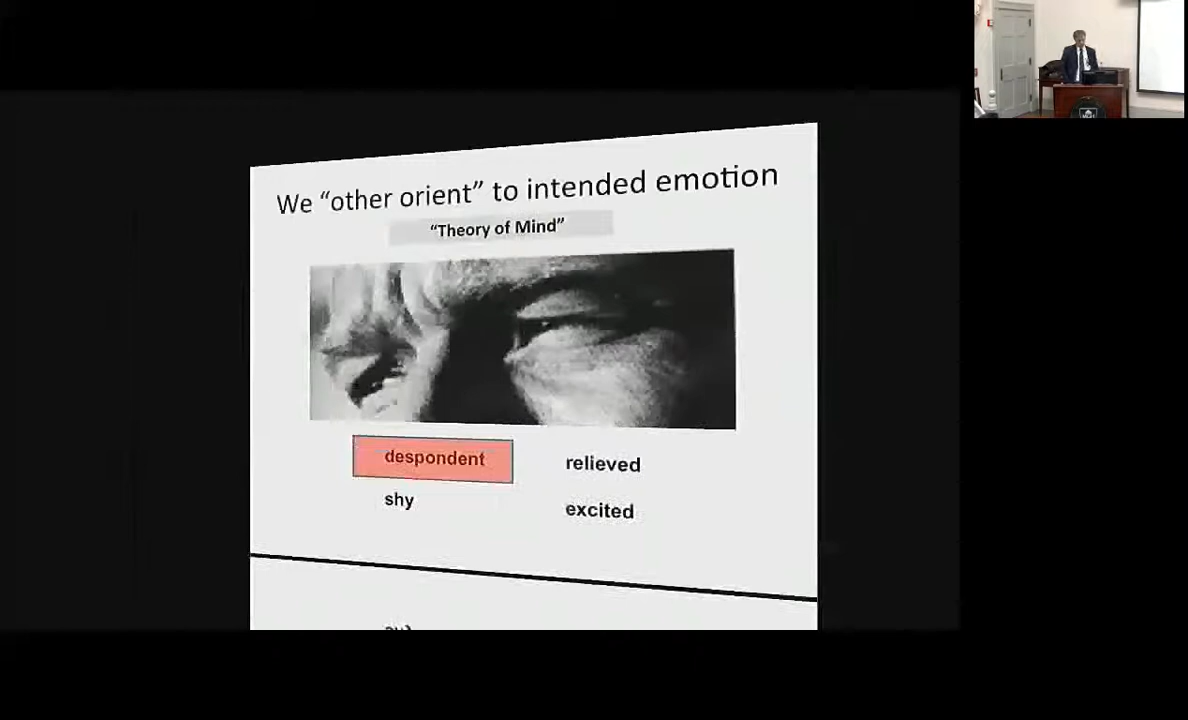 We “other orient” to intended emotion
“Theory of Mind”
despondent
relieved
shy
excited